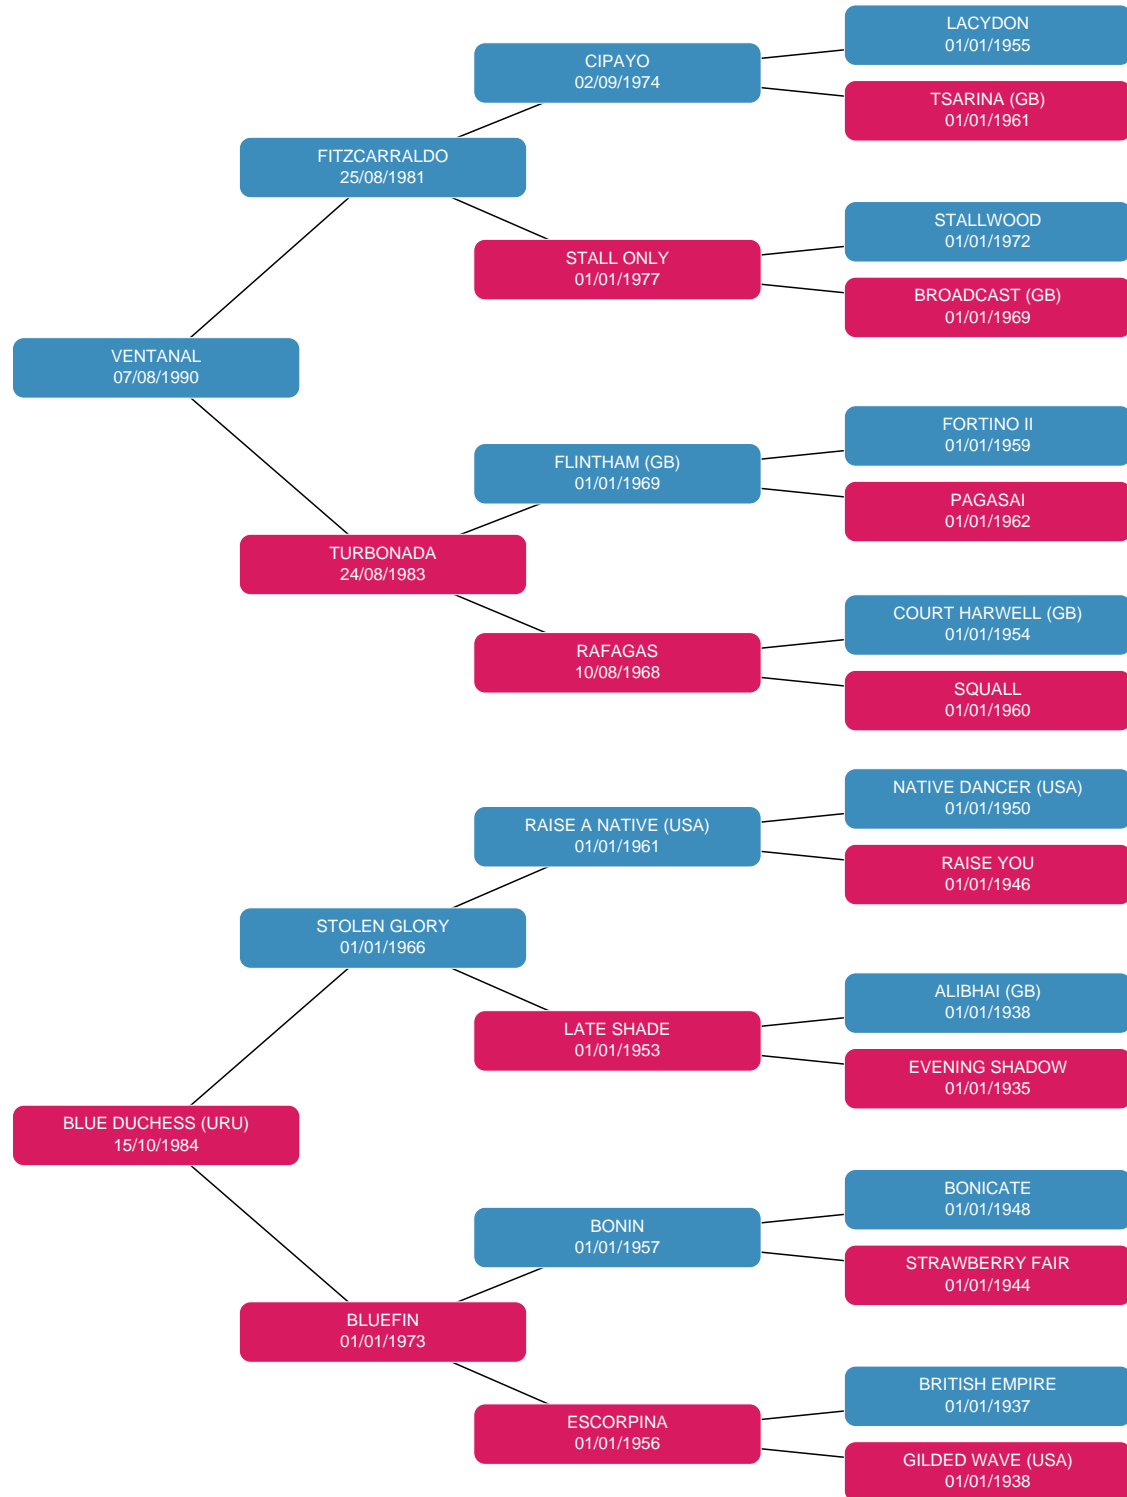 LACYDON
01/01/1955
CIPAYO
02/09/1974
TSARINA (GB)
01/01/1961
FITZCARRALDO
25/08/1981
STALLWOOD
01/01/1972
STALL ONLY
01/01/1977
BROADCAST (GB)
01/01/1969
VENTANAL
07/08/1990
FORTINO II
01/01/1959
FLINTHAM (GB)
01/01/1969
PAGASAI
01/01/1962
TURBONADA
24/08/1983
COURT HARWELL (GB)
01/01/1954
RAFAGAS
10/08/1968
SQUALL
01/01/1960
NATIVE DANCER (USA)
01/01/1950
RAISE A NATIVE (USA)
01/01/1961
RAISE YOU
01/01/1946
STOLEN GLORY
01/01/1966
ALIBHAI (GB)
01/01/1938
LATE SHADE
01/01/1953
EVENING SHADOW
01/01/1935
BLUE DUCHESS (URU)
15/10/1984
BONICATE
01/01/1948
BONIN
01/01/1957
STRAWBERRY FAIR
01/01/1944
BLUEFIN
01/01/1973
BRITISH EMPIRE
01/01/1937
ESCORPINA
01/01/1956
GILDED WAVE (USA)
01/01/1938